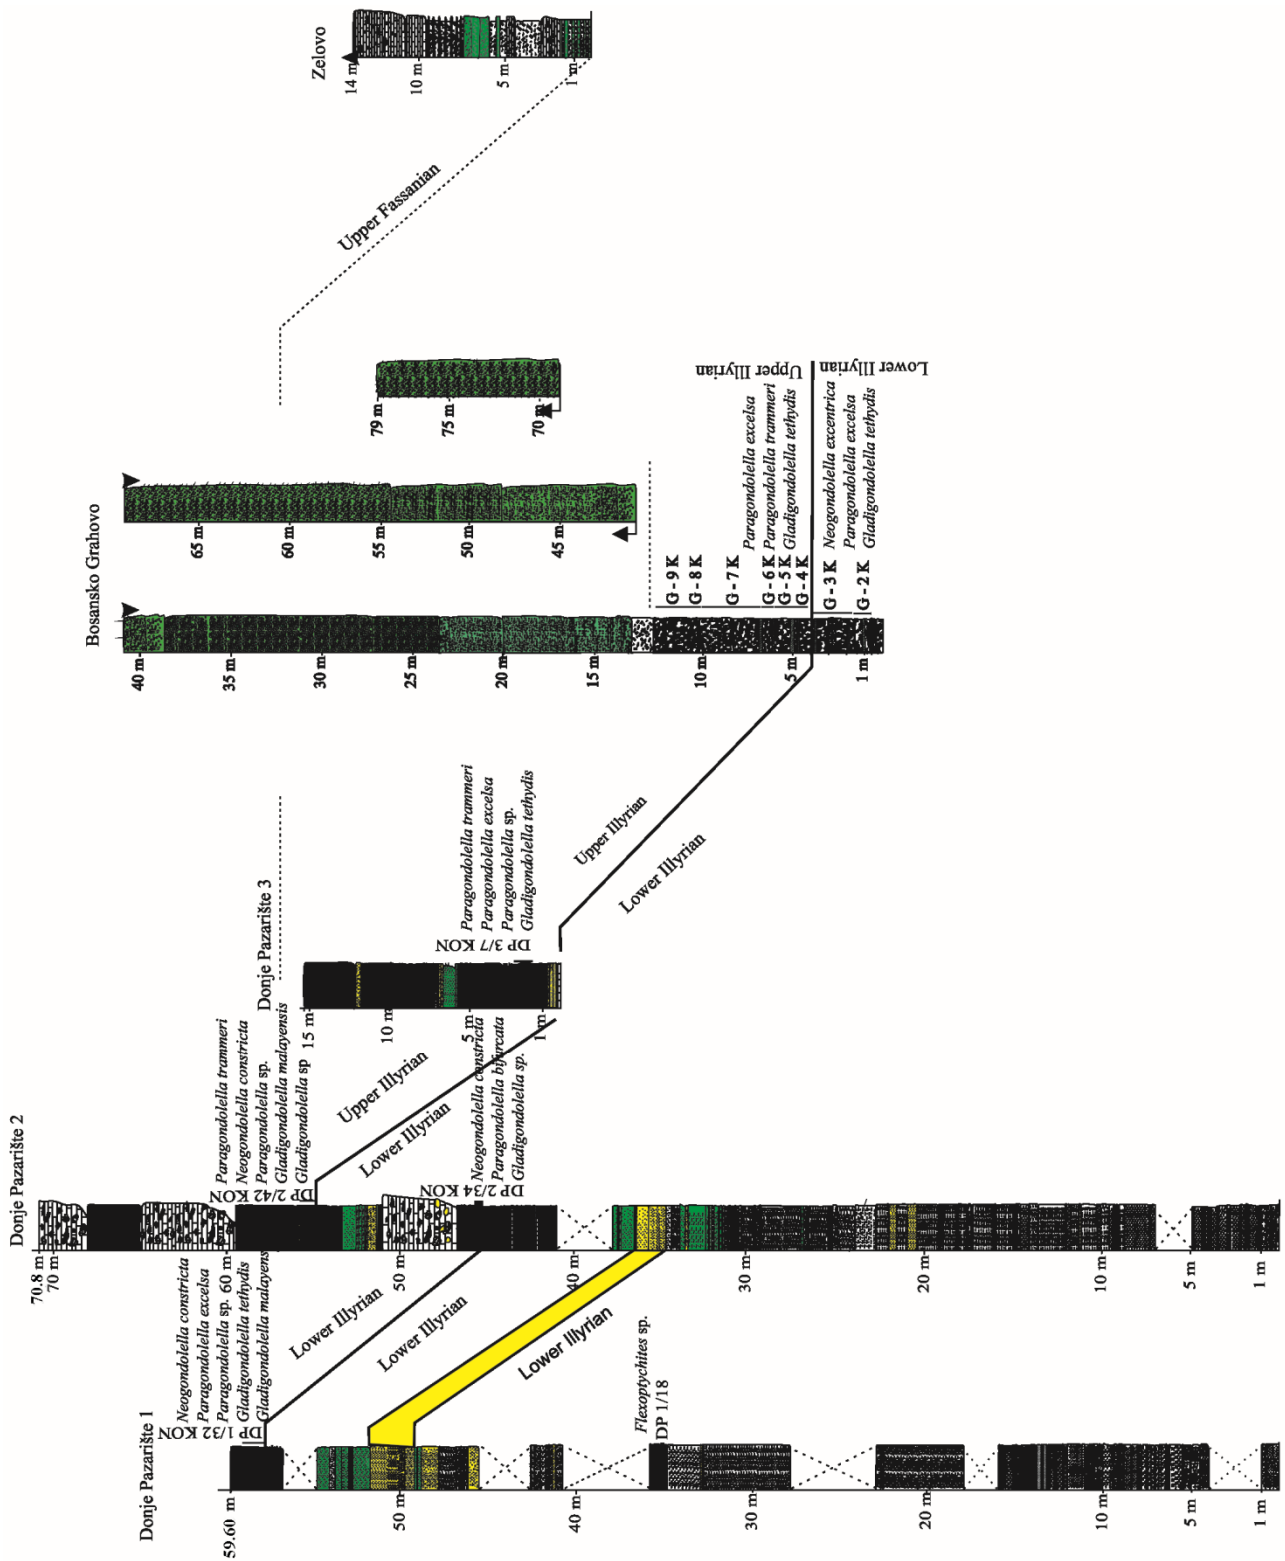 Zelovo
14 m
10 m
5 m
1 m
Upper Fassanian
Bosansko Grahovo
79 m
75 m
70 m
65 m
60 m
55 m
50 m
45 m
40 m
35 m
30 m
25 m
20 m
15 m
10 m
5 m
1 m
G - 9 K
G - 8 K
G - 7 K
G - 6 K
G - 5 K
G - 4 K
G - 3 K
G - 2 K
Paragondolella excelsa
Paragondolella trammeri
Gladigondolella tethydis
Upper Illyrian
Lower Illyrian
Neogondolella excentrica
Paragondolella excelsa
Gladigondolella tethydis
Upper Illyrian
Lower Illyrian
Donje Pazarište 3
15 m
10 m
5 m
1 m
DP 3/7 KON
Paragondolella trammeri
Paragondolella excelsa
Paragondolella sp.
Gladigondolella tethydis
Upper Illyrian
Lower Illyrian
Donje Pazarište 2
70.8 m
70 m
60 m
50 m
40 m
30 m
20 m
10 m
5 m
1 m
DP 2/42 KON
Paragondolella trammeri
Neogondolella constricta
Paragondolella sp.
Gladigondolella malayensis
Gladigondolella sp
DP 2/34 KON
Neogondolella constricta
Paragondolella bifurcata
Gladigondolella sp.
Lower Illyrian
Lower Illyrian
Lower Illyrian
Donje Pazarište 1
59.60 m
50 m
40 m
30 m
20 m
10 m
5 m
1 m
DP 1/32 KON
Neogondolella constricta
Paragondolella excelsa
Paragondolella sp.
Gladigondolella tethydis
Gladigondolella malayens
Flexoptychites sp.
DP 1/18